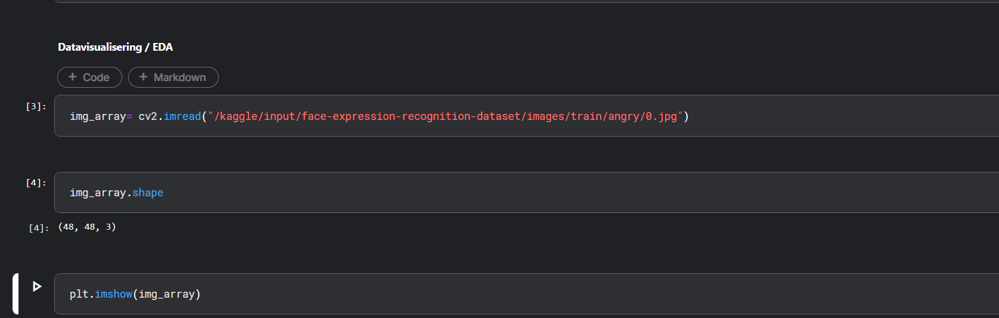 Datavisualisering / EDA
+ Code + Markdown
[3]: img_array= cv2.imread("/kaggle/input/face-expression-recognition-dataset/images/train/angry/0.jpg")
[4]: img_array.shape
[4]: (48, 48, 3)
plt.imshow(img_array)